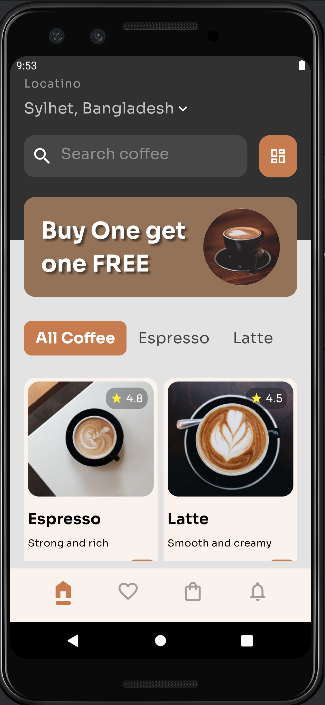 9:53
Locatino
Sylhet, Bangladesh
Search coffee
Buy One get
one FREE
All Coffee Espresso Latte
4.8 4.5
Espresso Latte
Strong and rich Smooth and creamy